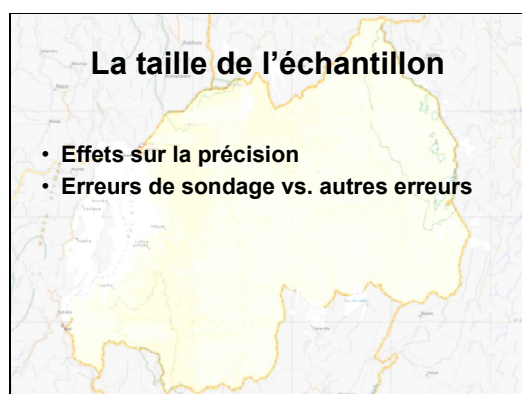 La taille de l’échantillon
• Effets sur la précision
• Erreurs de sondage vs. autres erreurs